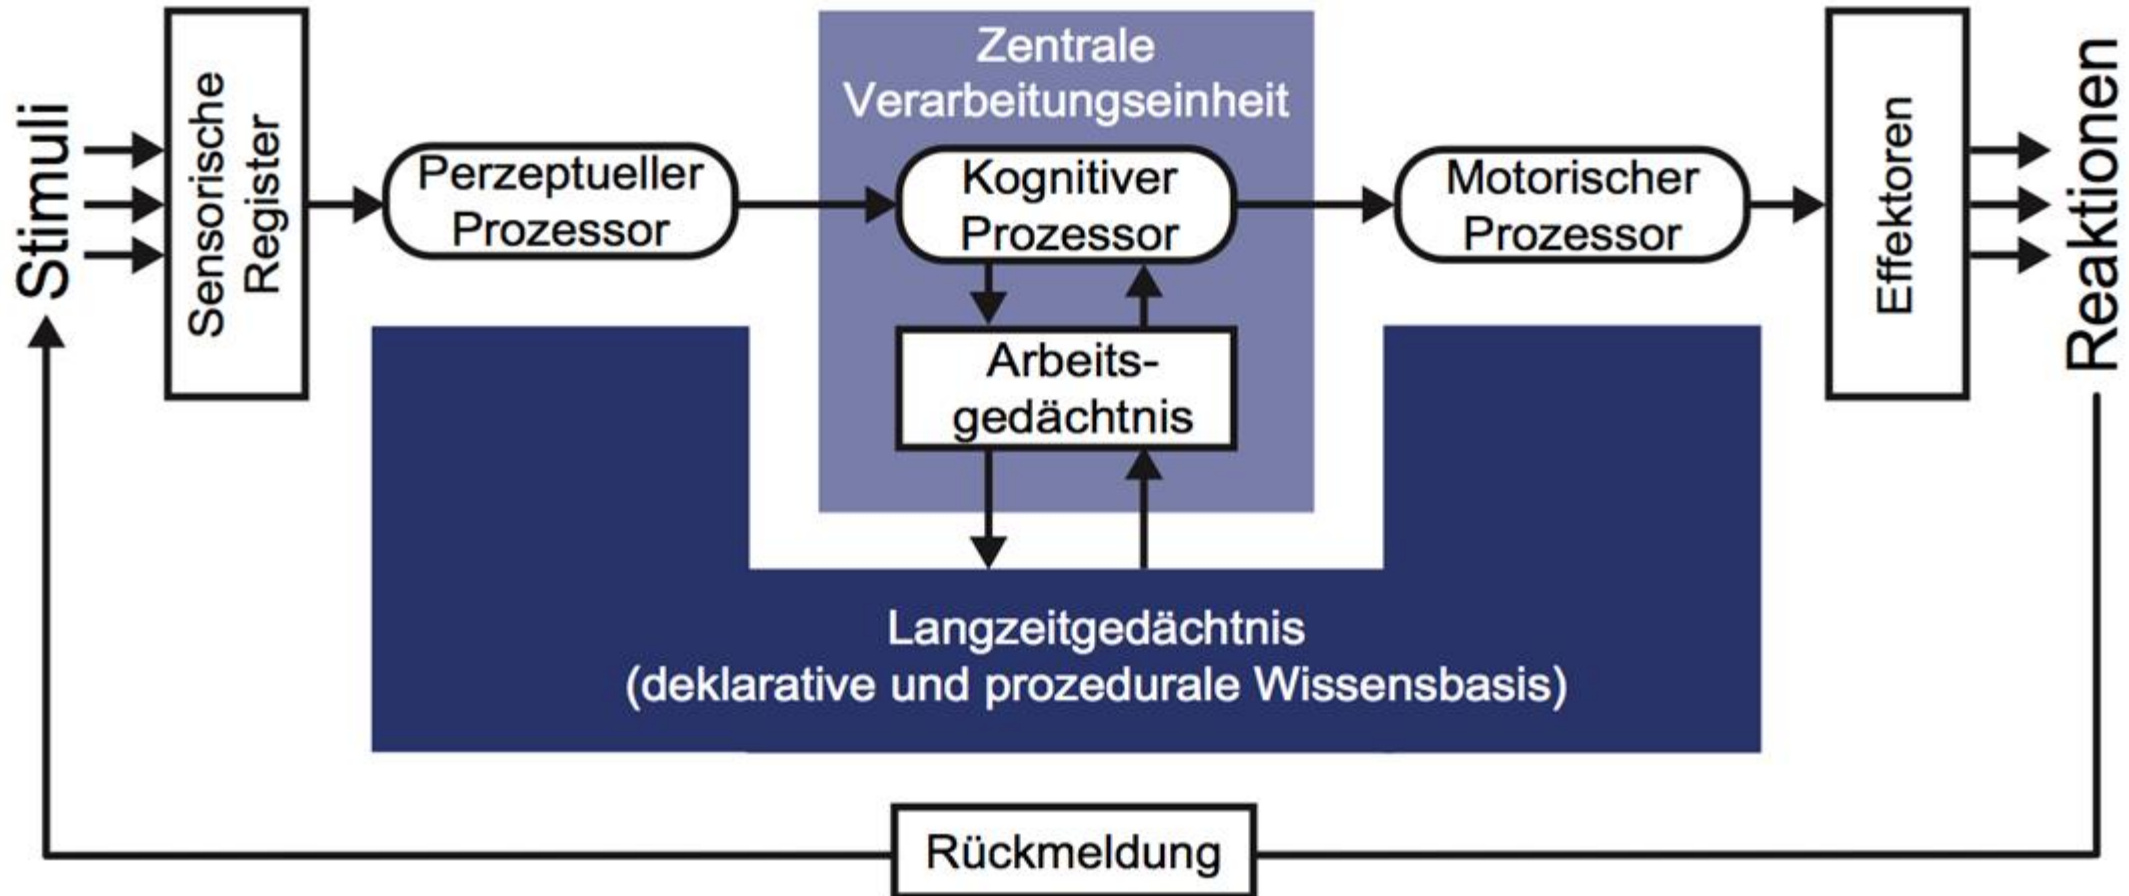 Stimuli
Sensorische
Register
Perzeptueller
Prozessor
Zentrale
Verarbeitungseinheit
Kognitiver
Prozessor
Arbeits-
gedächtnis
Motorischer
Prozessor
Effektoren
Reaktionen
Langzeitgedächtnis
(deklarative und prozedurale Wissensbasis)
Rückmeldung